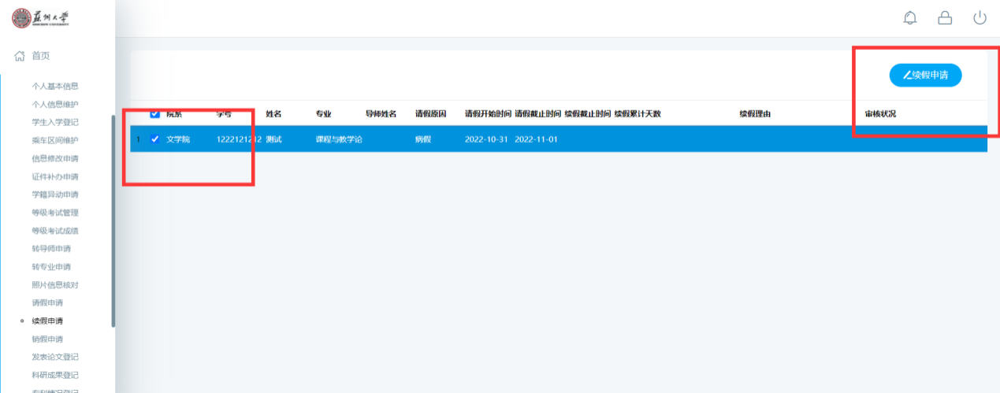 蘇州大學
SOOCHOW UNIVERSITY
首页
个人基本信息
个人信息维护
学生入学登记
乘车区间维护
信息修改申请
证件补办申请
学籍异动申请
等级考试管理
等级考试成绩
转导师申请
转专业申请
照片信息核对
请假申请
续假申请
销假申请
发表论文登记
科研成果登记
专利情况登记
续假申请
院系 学号 姓名 专业 导师姓名 请假原因 请假开始时间 请假截止时间 续假截止时间 续假累计天数 续假理由 审核状况
1 文学院 1222121212 测试 课程与教学论 病假 2022-10-31 2022-11-01